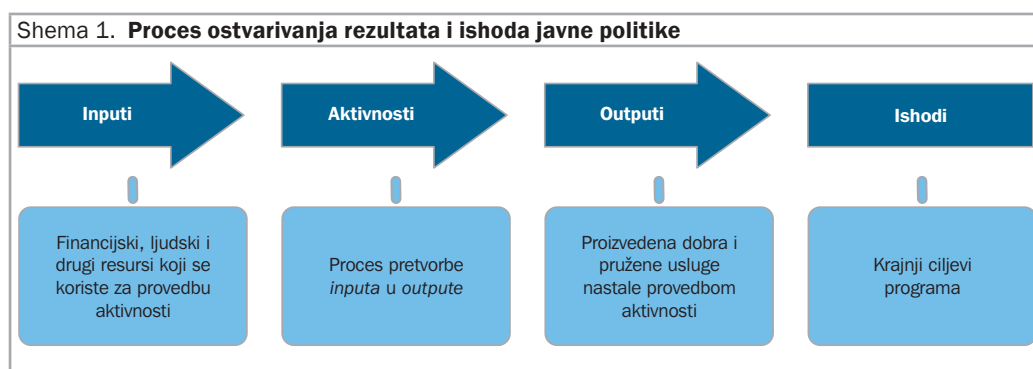 Shema 1. Proces ostvarivanja rezultata i ishoda javne politike
Inputi
Aktivnosti
Outputi
Ishodi
Financijski, ljudski i
drugi resursi koji se
koriste za provedbu
aktivnosti
Proces pretvorbe
inputa u outpute
Proizvedena dobra i
pružene usluge
nastale provedbom
aktivnosti
Krajnji ciljevi
programa